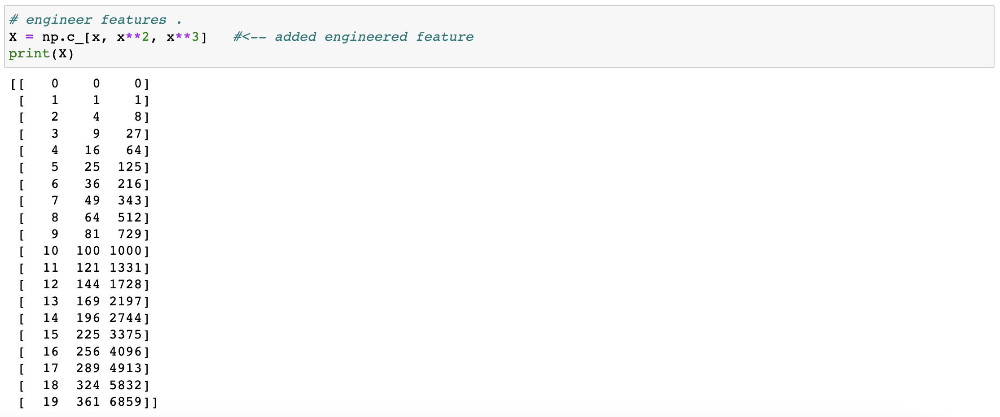 # engineer features .
X = np.c_[x, x**2, x**3]   #<-- added engineered feature
print(X)
[[   0    0    0]
 [   1    1    1]
 [   2    4    8]
 [   3    9   27]
 [   4   16   64]
 [   5   25  125]
 [   6   36  216]
 [   7   49  343]
 [   8   64  512]
 [   9   81  729]
 [  10  100 1000]
 [  11  121 1331]
 [  12  144 1728]
 [  13  169 2197]
 [  14  196 2744]
 [  15  225 3375]
 [  16  256 4096]
 [  17  289 4913]
 [  18  324 5832]
 [  19  361 6859]]